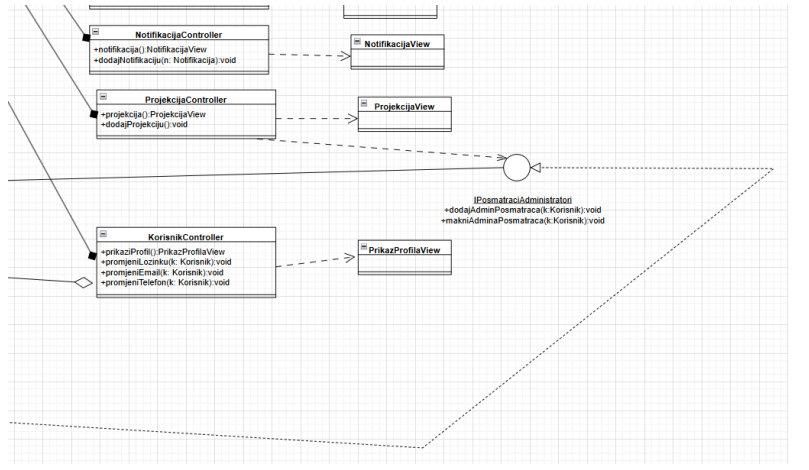 NotifikacijaController
+notifikacija():NotifikacijaView
+dodajNotifikaciju(n: Notifikacija):void
NotifikacijaView
ProjekcijaController
+projekcija():ProjekcijaView
+dodajProjekciju():void
ProjekcijaView
IPosmatraciAdministratori
+dodajAdminPosmatraca(k:Korisnik):void
+makniAdminaPosmatraca(k:Korisnik):void
KorisnikController
+prikaziProfil():PrikazProfilaView
+promjeniLozinku(k: Korisnik):void
+promjeniEmail(k: Korisnik):void
+promjeniTelefon(k: Korisnik):void
PrikazProfilaView